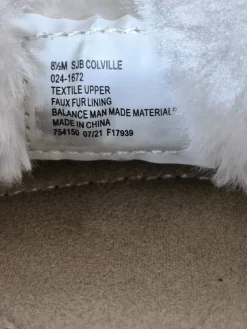 8½M SJB COLVILLE
024-1672
TEXTILE UPPER
FAUX FUR LINING
BALANCE MAN MADE MATERIAL
MADE IN CHINA
754150 07/21 F17939